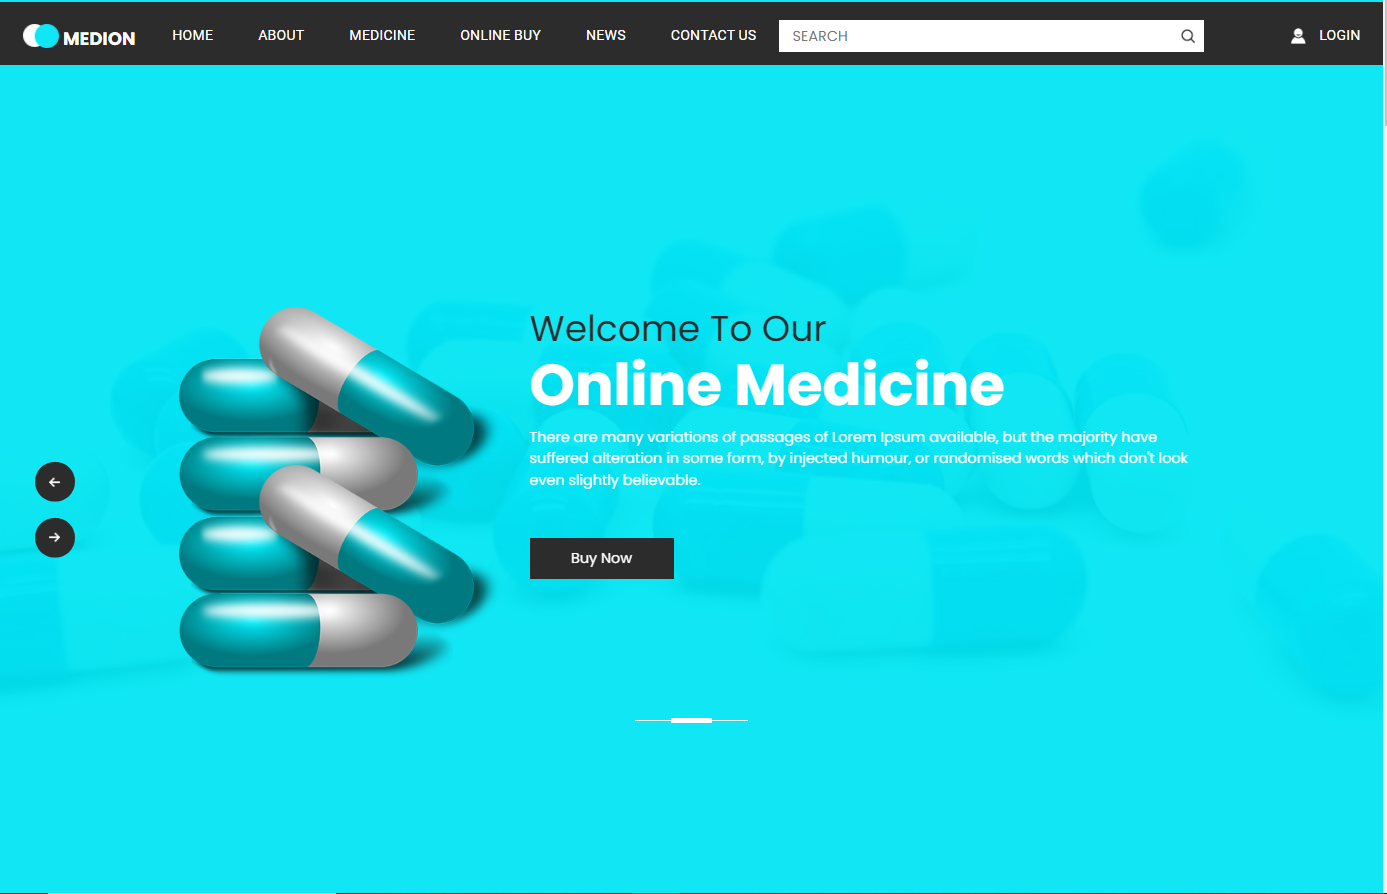 MEDION
HOME
ABOUT
MEDICINE
ONLINE BUY
NEWS
CONTACT US
SEARCH
LOGIN
Welcome To Our
Online Medicine
There are many variations of passages of Lorem Ipsum available, but the majority have
suffered alteration in some form, by injected humour, or randomised words which don't look
even slightly believable.
Buy Now